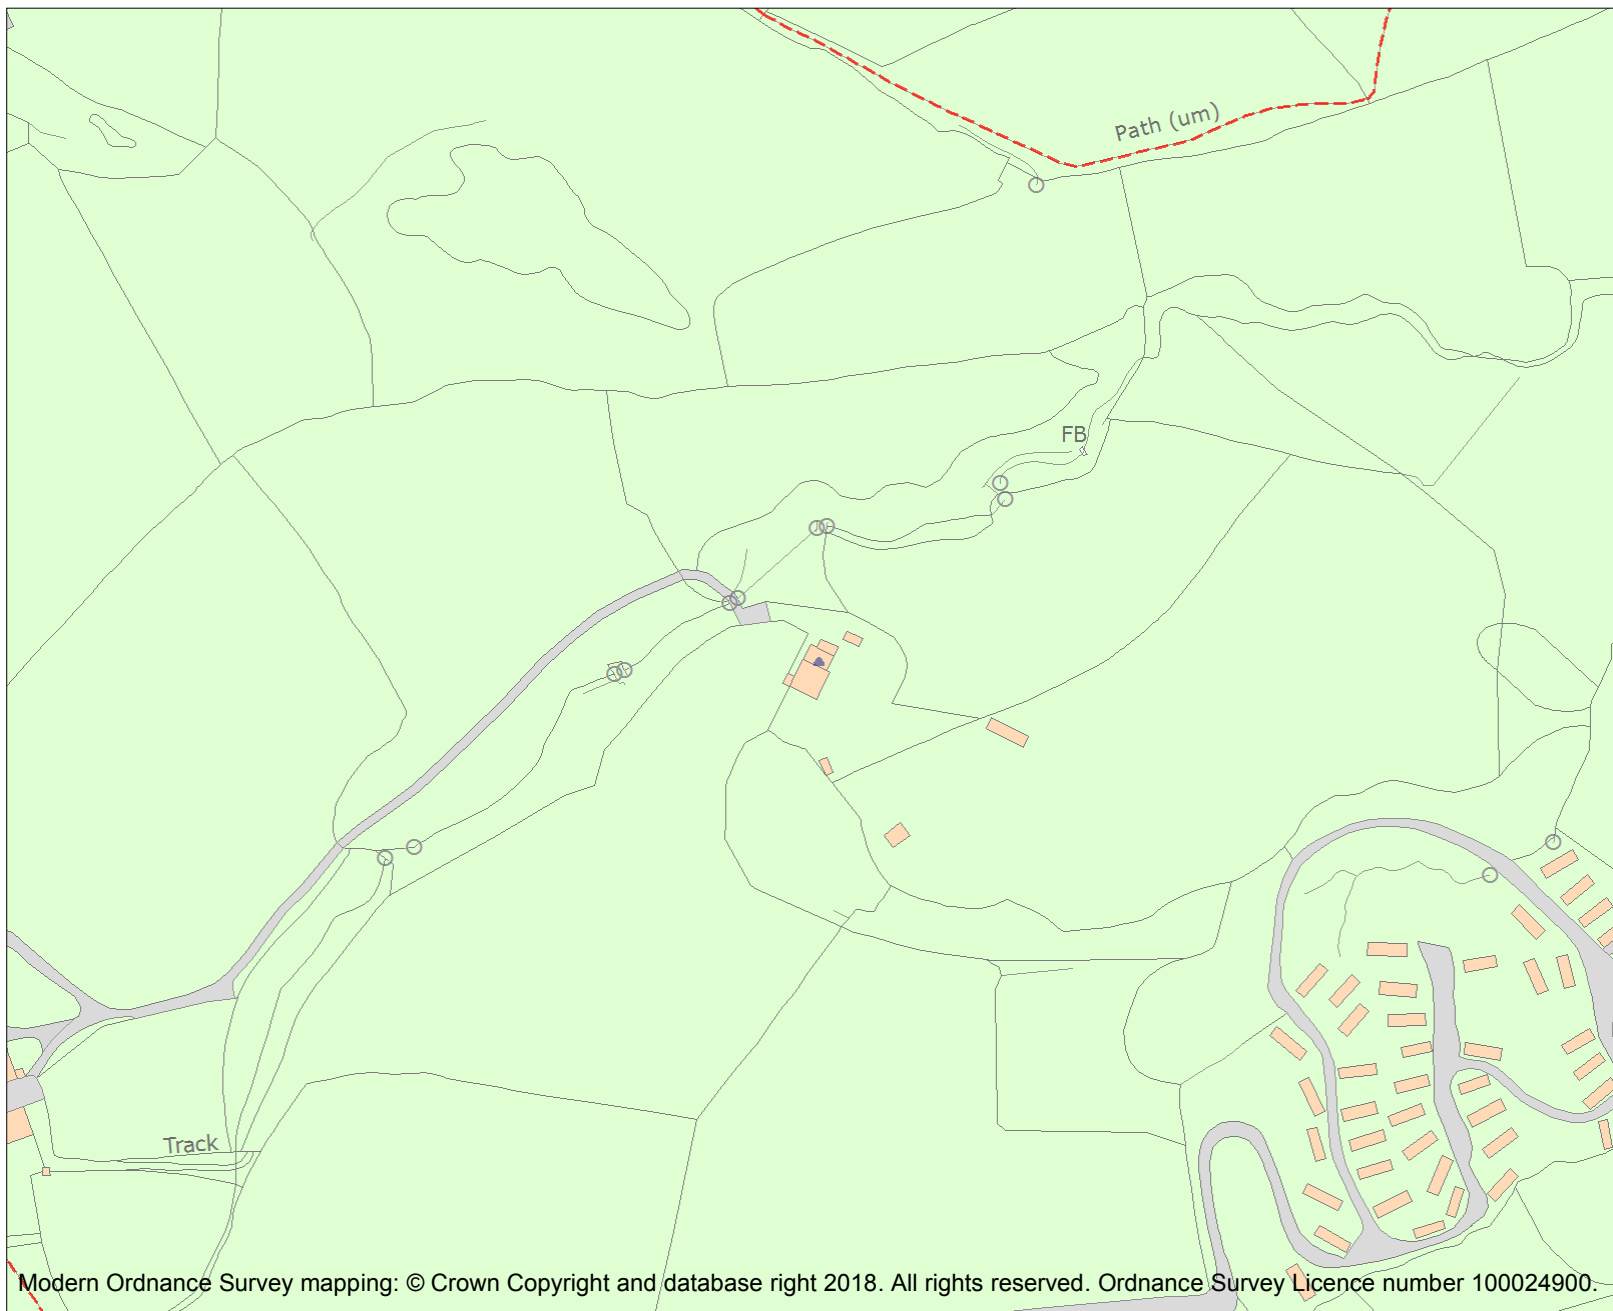 Path (um)
FB
Track
Modern Ordnance Survey mapping: © Crown Copyright and database right 2018. All rights reserved. Ordnance Survey Licence number 100024900.